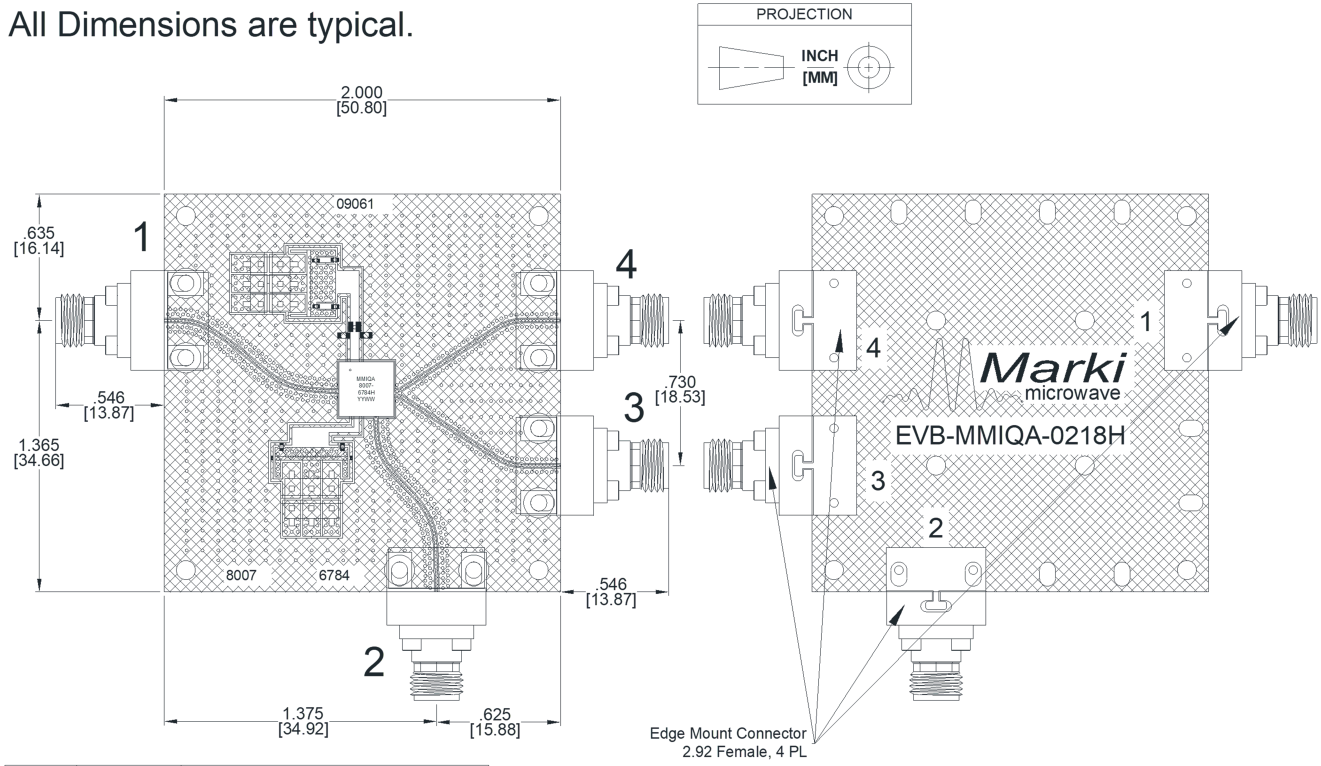 All Dimensions are typical.
PROJECTION
INCH
[MM]
2.000
[50.80]
09061
.635
[16.14]
1
4
MMIQA
8007-
6784H
YYWW
.546
[13.87]
1.365
[34.66]
.730
[18.53]
3
8007
6784
.546
[13.87]
2
1.375
[34.92]
.625
[15.88]
1
4
Marki
microwave
EVB-MMIQA-0218H
3
2
Edge Mount Connector
2.92 Female, 4 PL